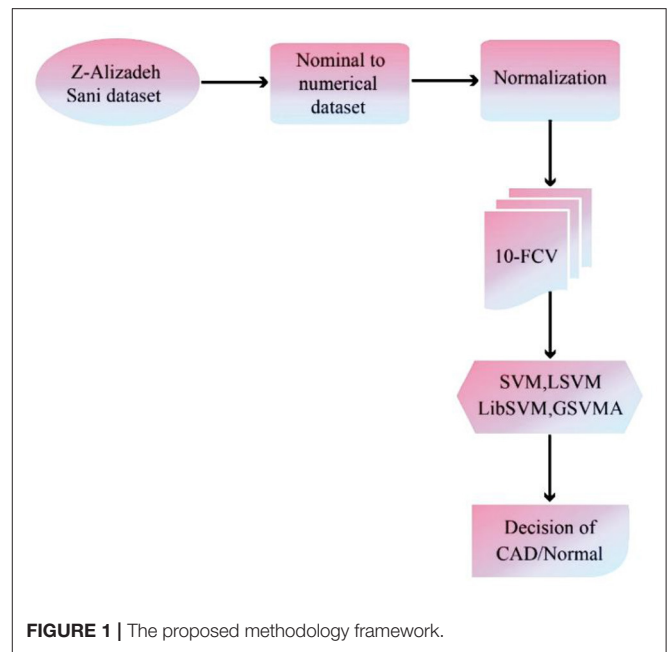 Z-Alizadeh
Sani dataset
Nominal to
numerical
dataset
Normalization
10-FCV
SVM,LSVM
LibSVM,GSVMA
Decision of
CAD/Normal
FIGURE 1 | The proposed methodology framework.